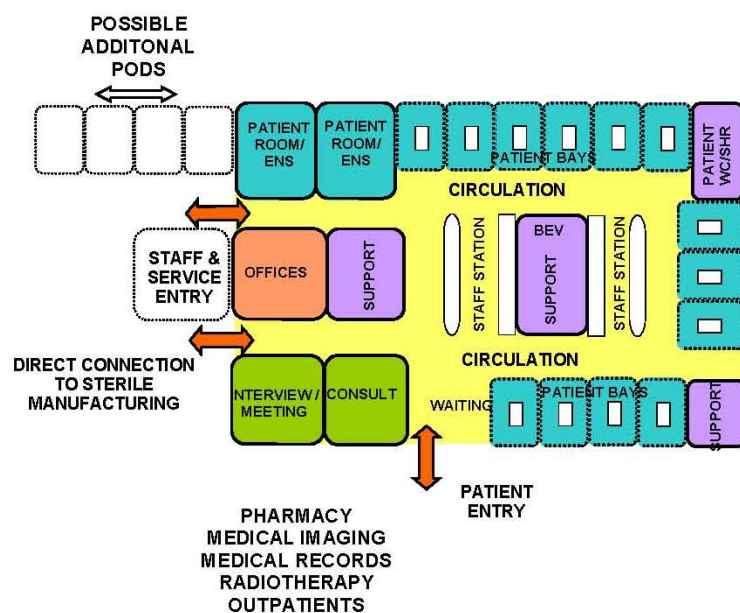 POSSIBLE
ADDITONAL
PODS
PATIENT
ROOM/
ENS
PATIENT
ROOM/
ENS
PATIENT BAYS
PATIENT
WC/SHR
CIRCULATION
STAFF &
SERVICE
ENTRY
OFFICES
SUPPORT
STAFF STATION
BEV
SUPPORT
STAFF STATION
CIRCULATION
DIRECT CONNECTION
TO STERILE
MANUFACTURING
NTERVIEW /
MEETING
CONSULT
WAITING
PATIENT BAYS
SUPPORT
PATIENT
ENTRY
PHARMACY
MEDICAL IMAGING
MEDICAL RECORDS
RADIOTHERAPY
OUTPATIENTS